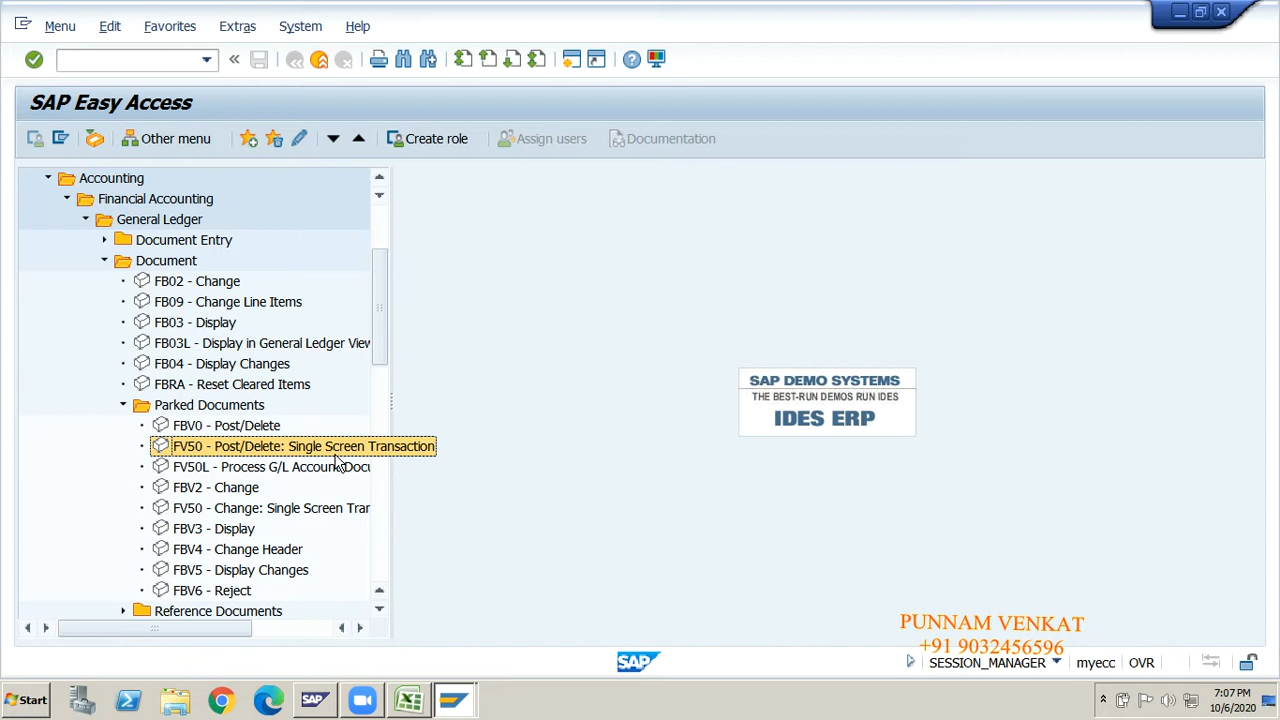 Menu Edit Favorites Extras System Help
SAP Easy Access
Other menu Create role Assign users Documentation
Accounting
Financial Accounting
General Ledger
Document Entry
Document
FB02 - Change
FB09 - Change Line Items
FB03 - Display
FB03L - Display in General Ledger View
FB04 - Display Changes
FBRA - Reset Cleared Items
Parked Documents
FBV0 - Post/Delete
FV50 - Post/Delete: Single Screen Transaction
FV50L - Process G/L Account Docu
FBV2 - Change
FV50 - Change: Single Screen Tran
FBV3 - Display
FBV4 - Change Header
FBV5 - Display Changes
FBV6 - Reject
Reference Documents
SAP DEMO SYSTEMS
THE BEST-RUN DEMOS RUN IDES
IDES ERP
PUNNAM VENKAT
+91 9032456596
SAP
SESSION_MANAGER myecc OVR
Start
SAP
7:07 PM
10/6/2020